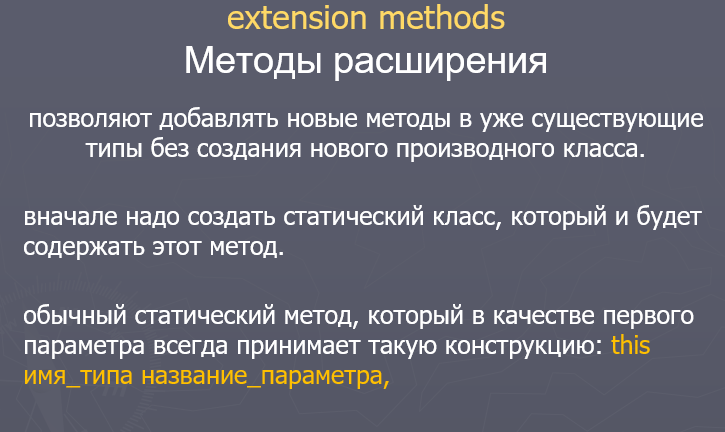 extension methods
Методы расширения
позволяют добавлять новые методы в уже существующие
типы без создания нового производного класса.
вначале надо создать статический класс, который и будет
содержать этот метод.
обычный статический метод, который в качестве первого
параметра всегда принимает такую конструкцию: this
имя_типа название_параметра,